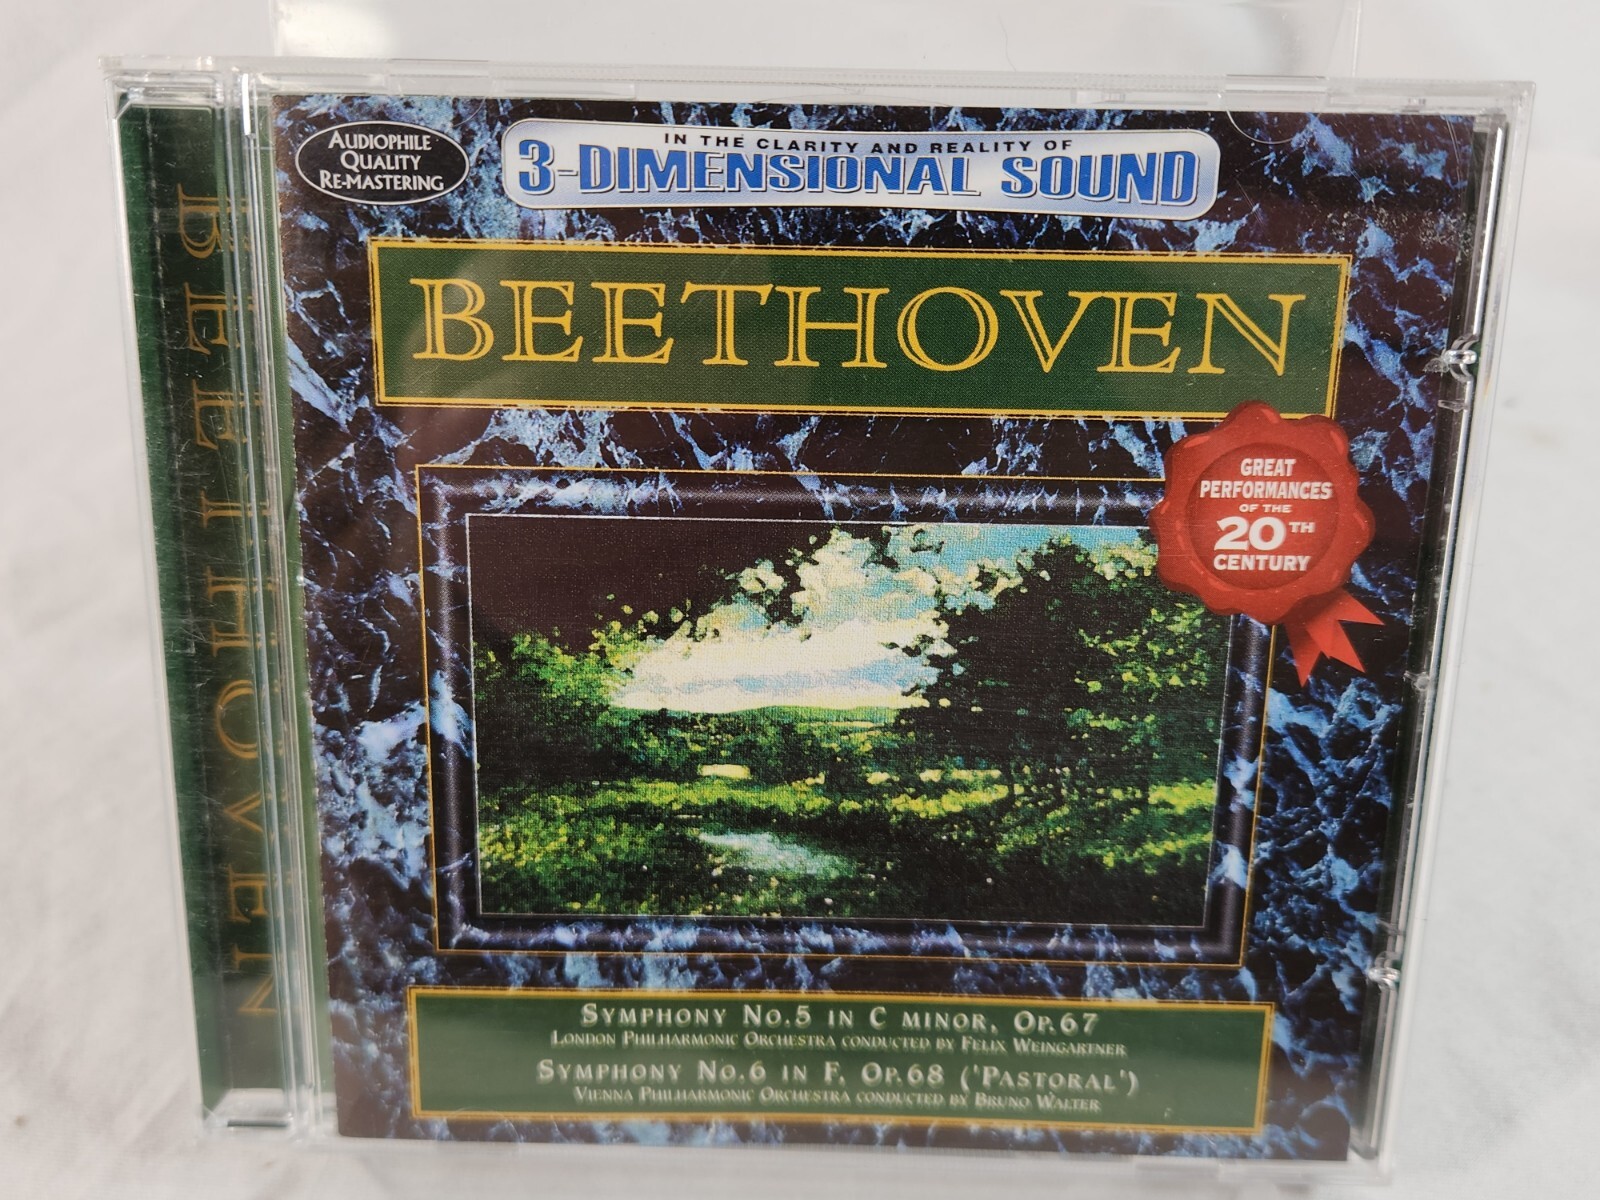 AUDIOPHILE
QUALITY
RE-MASTERING
IN THE CLARITY AND REALITY OF
3-DIMENSIONAL SOUND
BEETHOVEN
BEETHOVEN
GREAT
PERFORMANCES
OF THE
20TH
CENTURY
SYMPHONY NO.5 IN C MINOR, OP.67
LONDON PHILHARMONIC ORCHESTRA CONDUCTED BY FELIX WEINGARTNER
SYMPHONY NO.6 IN F, OP.68 ('PASTORAL')
VIENNA PHILHARMONIC ORCHESTRA CONDUCTED BY BRUNO WALTER